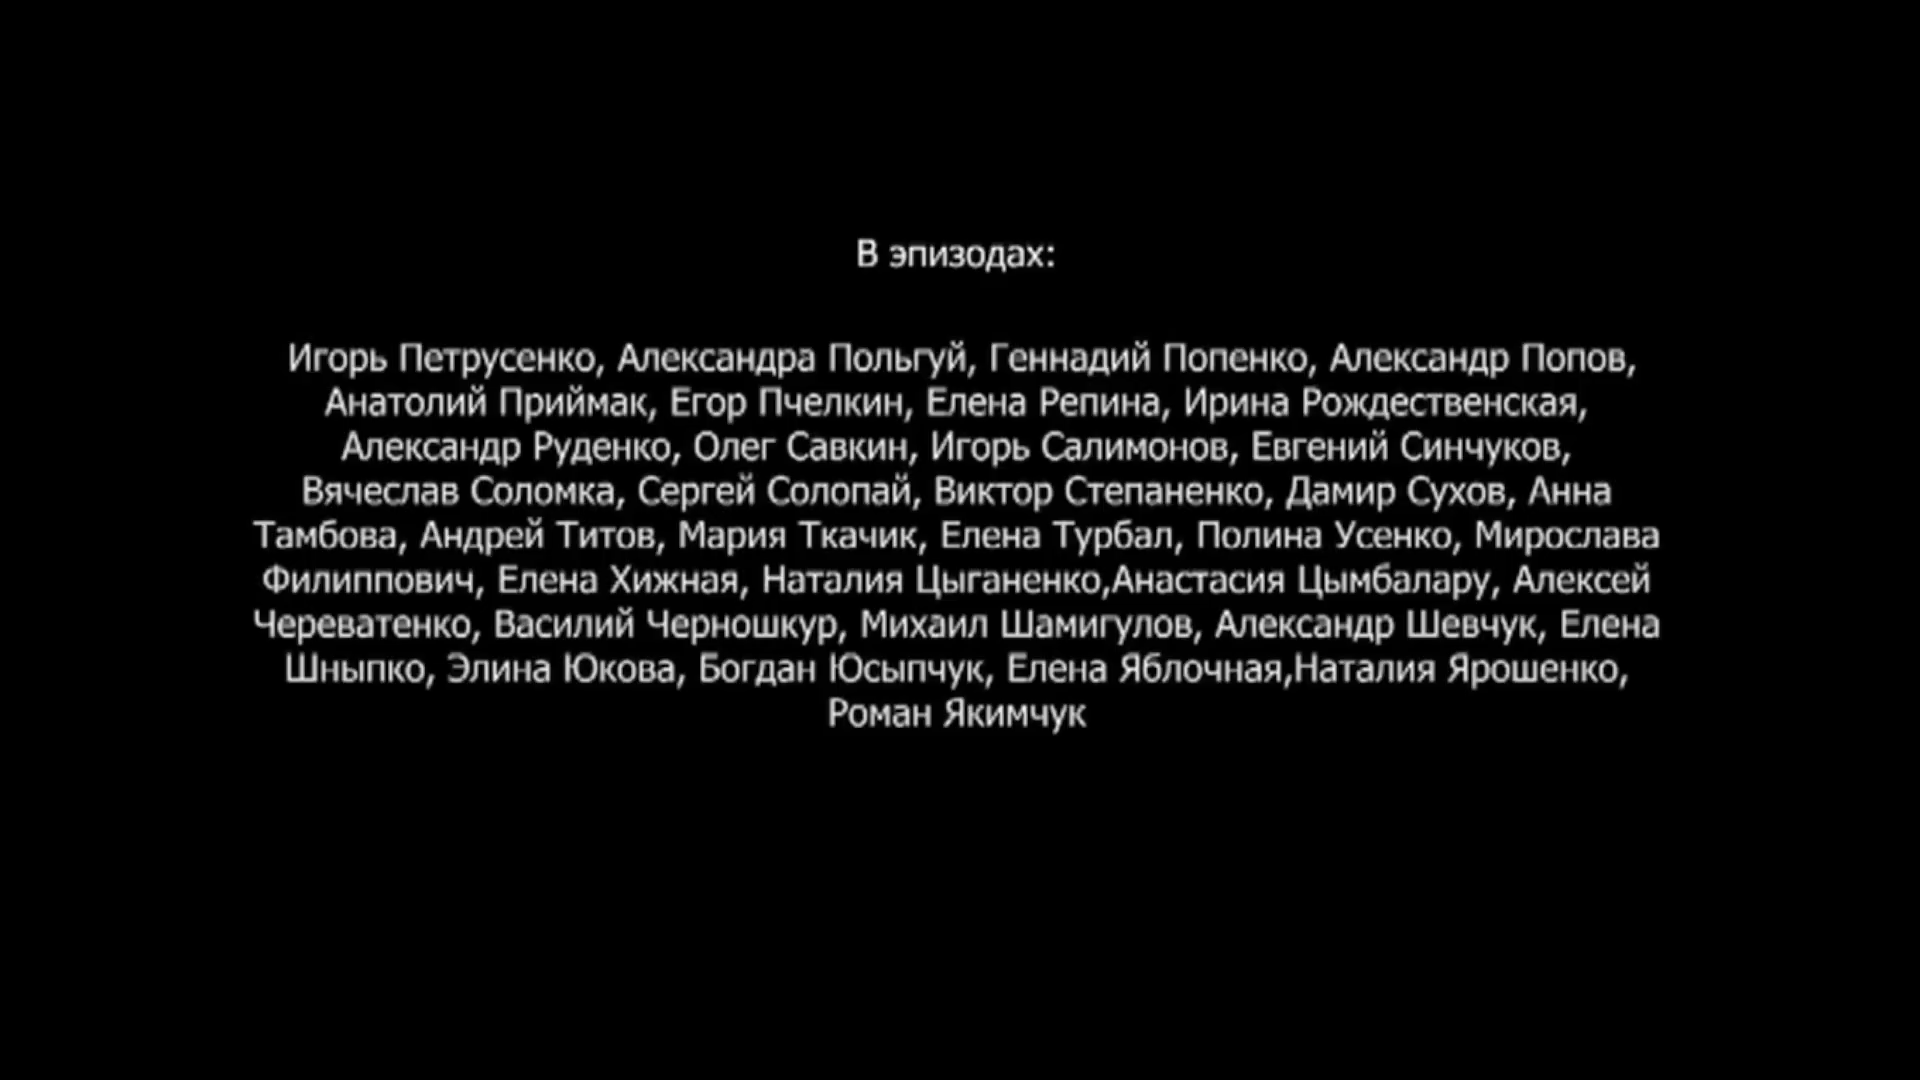 В эпизодах:
Игорь Петрусенко, Александра Польгуй, Геннадий Попенко, Александр Попов,
Анатолий Приймак, Егор Пчелкин, Елена Репина, Ирина Рождественская,
Александр Руденко, Олег Савкин, Игорь Салимонов, Евгений Синчуков,
Вячеслав Соломка, Сергей Солопай, Виктор Степаненко, Дамир Сухов, Анна
Тамбова, Андрей Титов, Мария Ткачик, Елена Турбал, Полина Усенко, Мирослава
Филиппович, Елена Хижная, Наталия Цыганенко,Анастасия Цымбалару, Алексей
Череватенко, Василий Черношкур, Михаил Шамигулов, Александр Шевчук, Елена
Шныпко, Элина Юкова, Богдан Юсыпчук, Елена Яблочная,Наталия Ярошенко,
Роман Якимчук